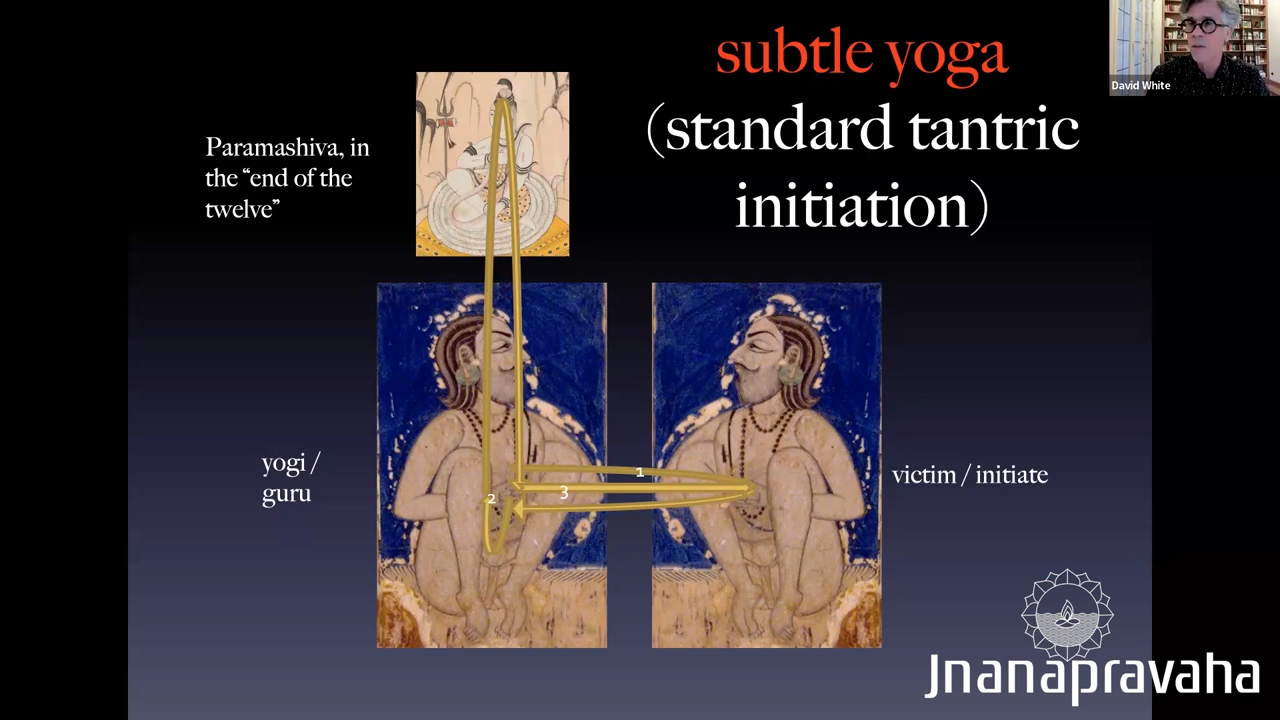 subtle yoga
(standard tantric
initiation)
David White
Paramashiva, in
the “end of the
twelve”
yogi /
guru
1
2
3
victim / initiate
Jnanapravaha